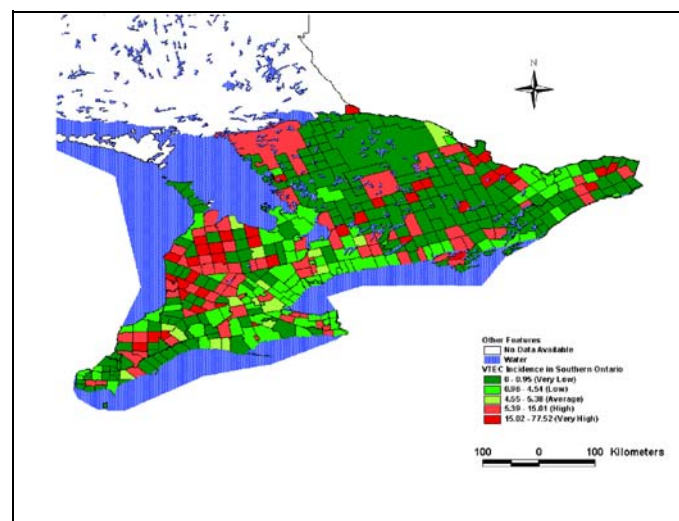 N
Other Features
No Data Available
Water
VTEC Incidence in Southern Ontario
0 - 0.95 (Very Low)
0.96 - 4.54 (Low)
4.55 - 5.38 (Average)
5.39 - 15.01 (High)
15.02 - 77.52 (Very High)
100 0 100 Kilometers